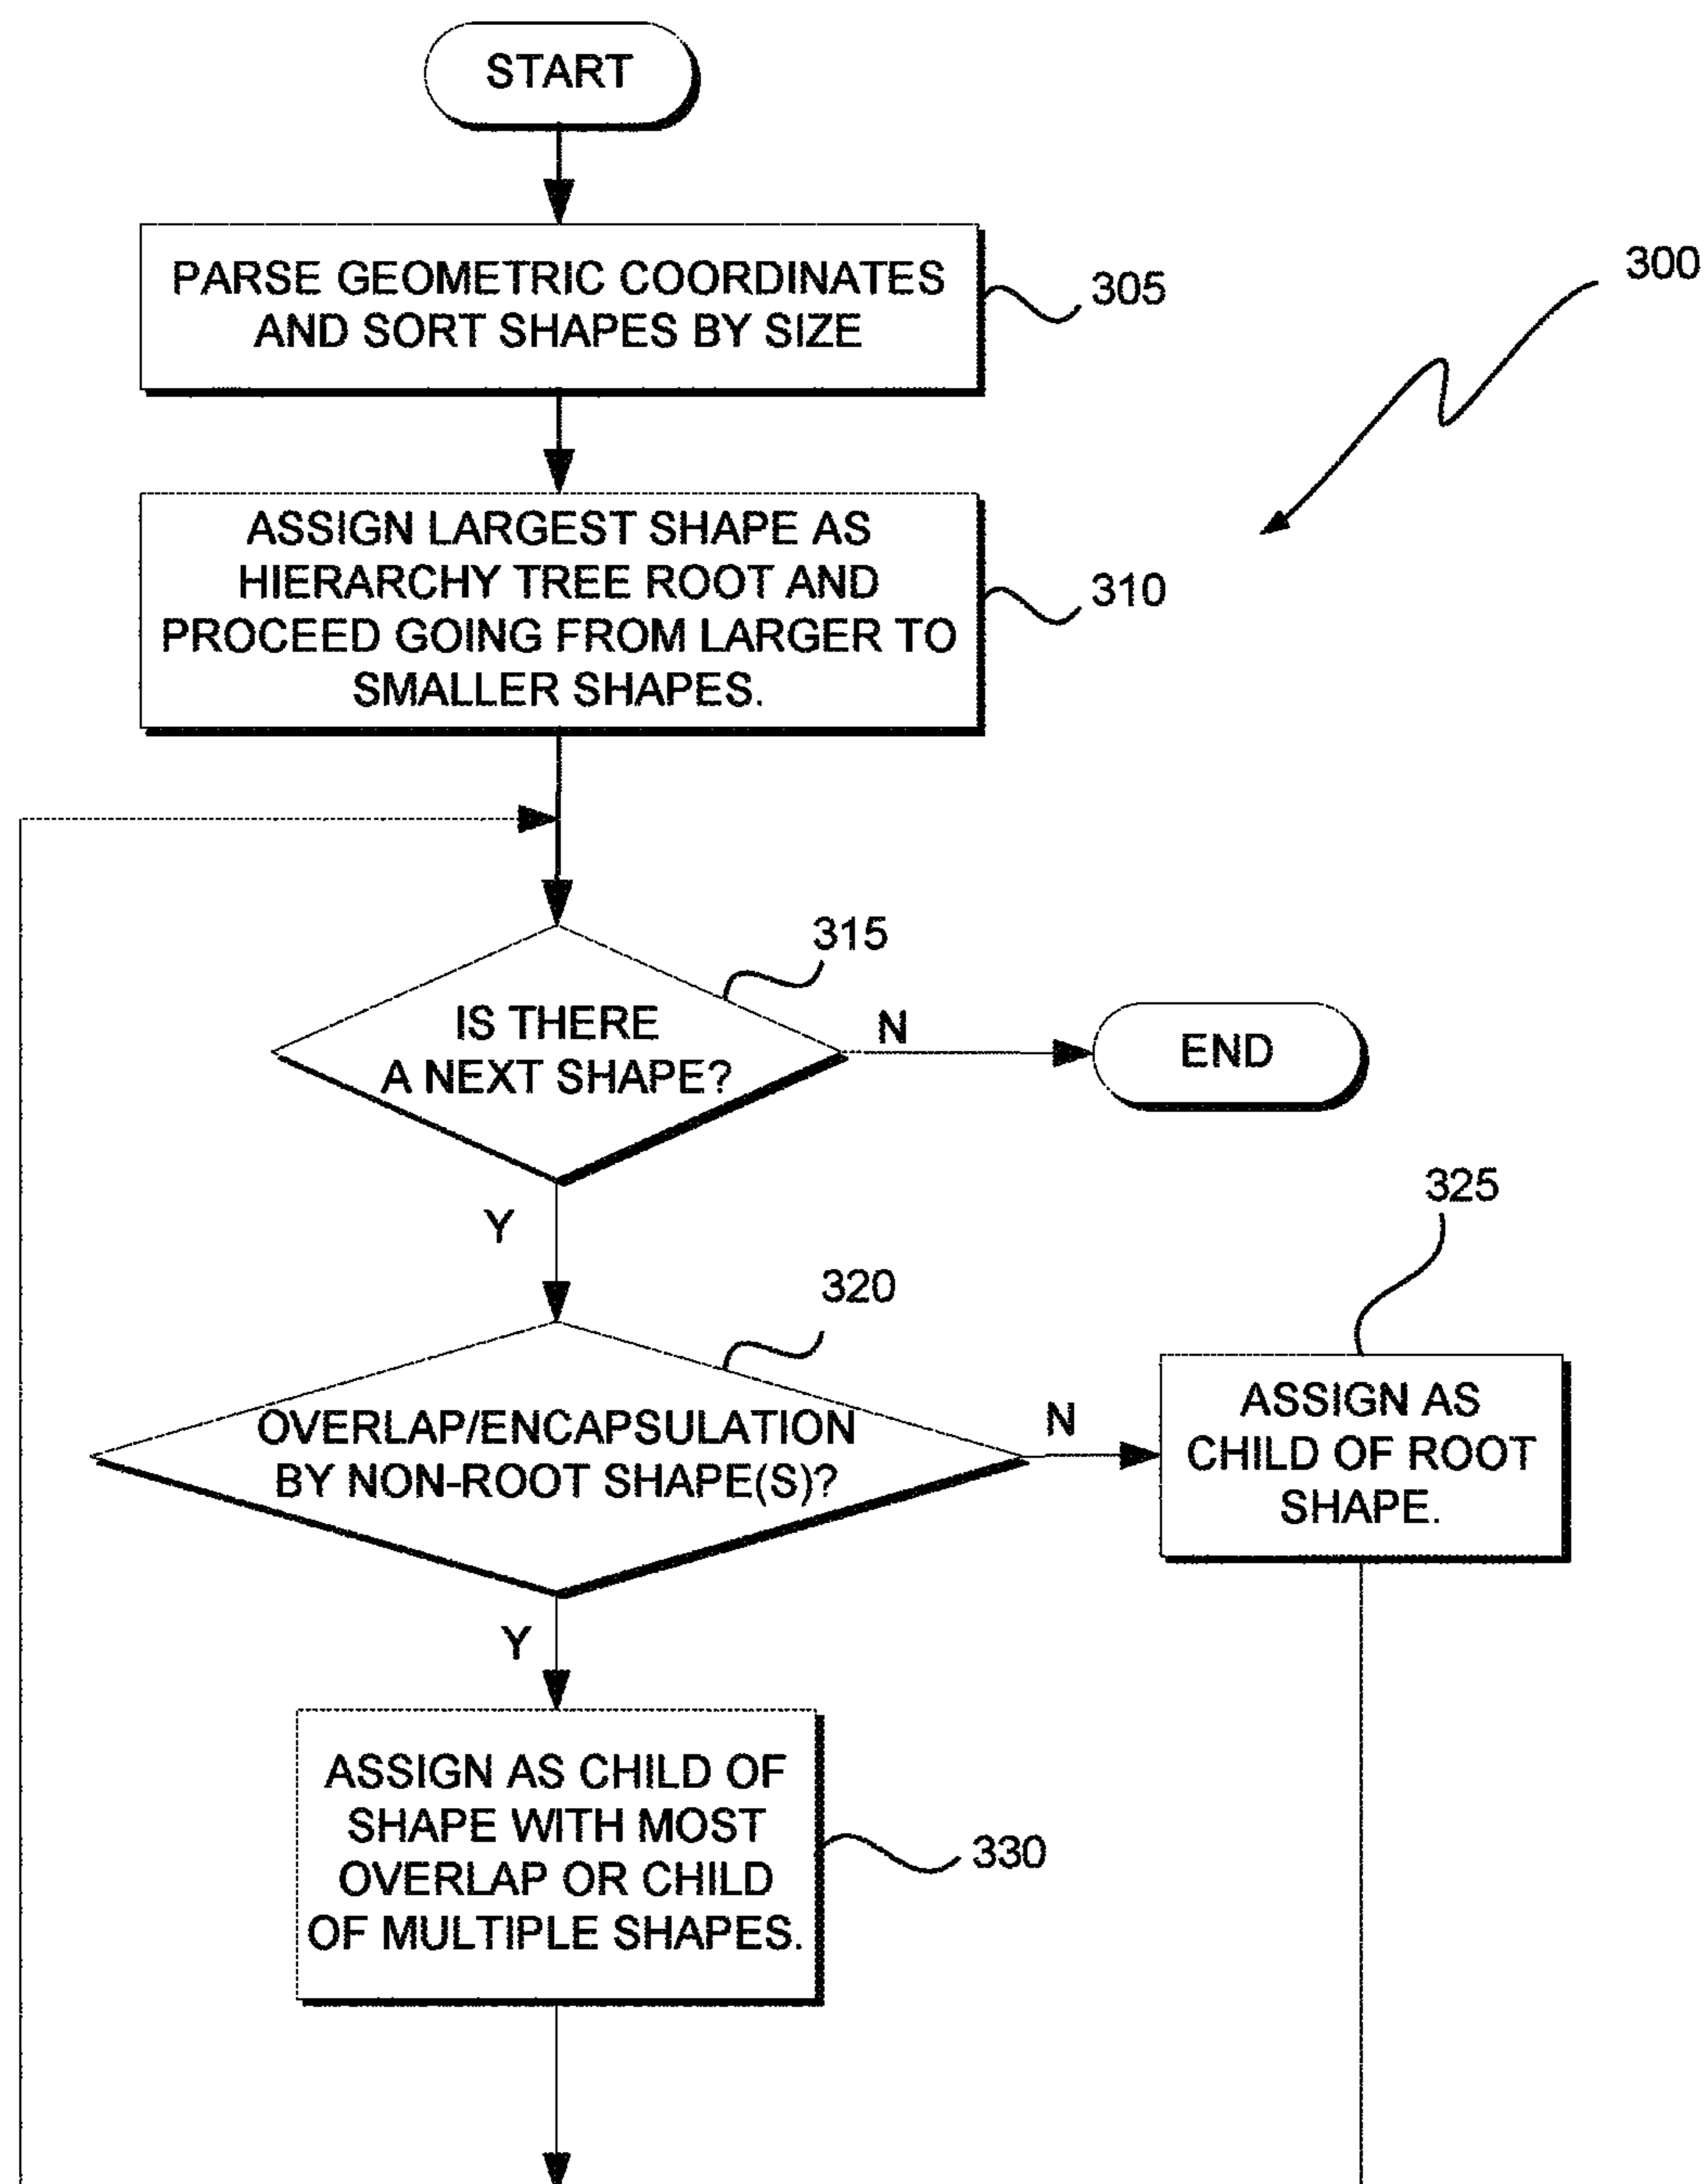 START
PARSE GEOMETRIC COORDINATES
AND SORT SHAPES BY SIZE
305
300
ASSIGN LARGEST SHAPE AS
HIERARCHY TREE ROOT AND
PROCEED GOING FROM LARGER TO
SMALLER SHAPES.
310
315
IS THERE
A NEXT SHAPE?
N
END
Y
325
320
OVERLAP/ENCAPSULATION
BY NON-ROOT SHAPE(S)?
N
ASSIGN AS
CHILD OF ROOT
SHAPE.
Y
ASSIGN AS CHILD OF
SHAPE WITH MOST
OVERLAP OR CHILD
OF MULTIPLE SHAPES.
330